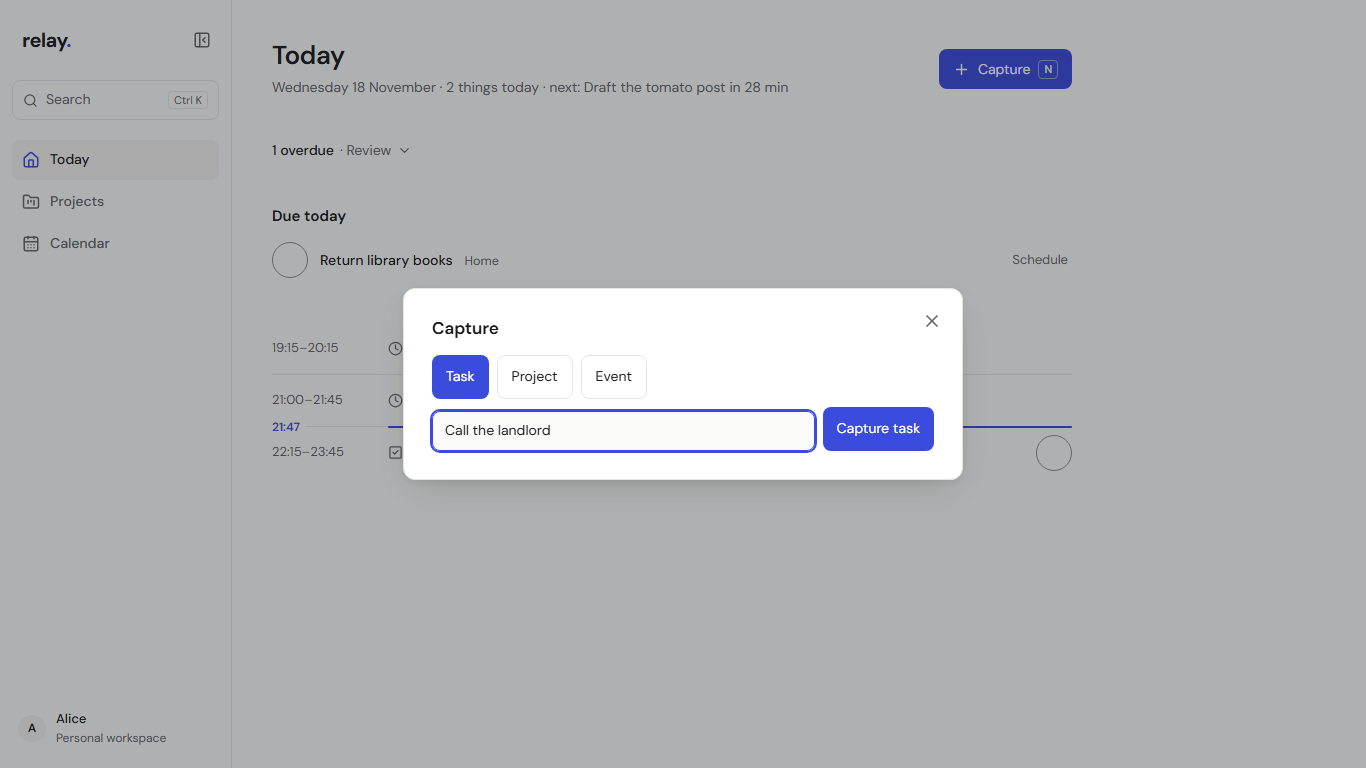 relay.
Search Ctrl K
Today
Projects
Calendar
Alice
A
Personal workspace
Today
Wednesday 18 November · 2 things today · next: Draft the tomato post in 28 min
Capture N
1 overdue · Review
Due today
Return library books Home
Schedule
19:15–20:15
21:00–21:45
21:47
22:15–23:45
Capture
Task Project Event
Call the landlord
Capture task